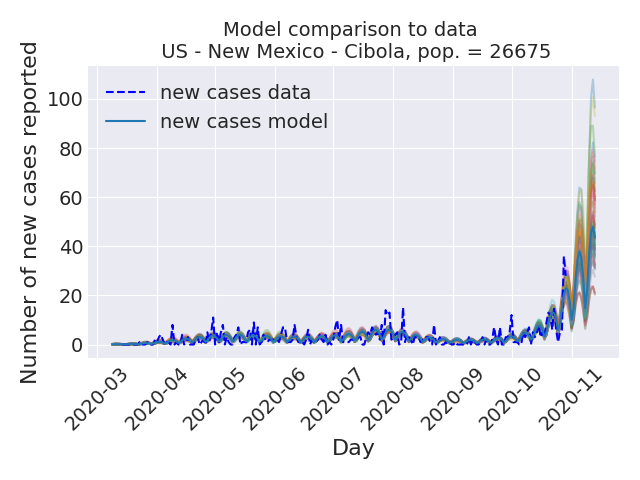 Model comparison to data
US - New Mexico - Cibola, pop. = 26675
Number of new cases reported
100
80
60
40
20
0
new cases data
new cases model
2020-03
2020-04
2020-05
2020-06
2020-07
2020-08
2020-09
2020-10
2020-11
Day